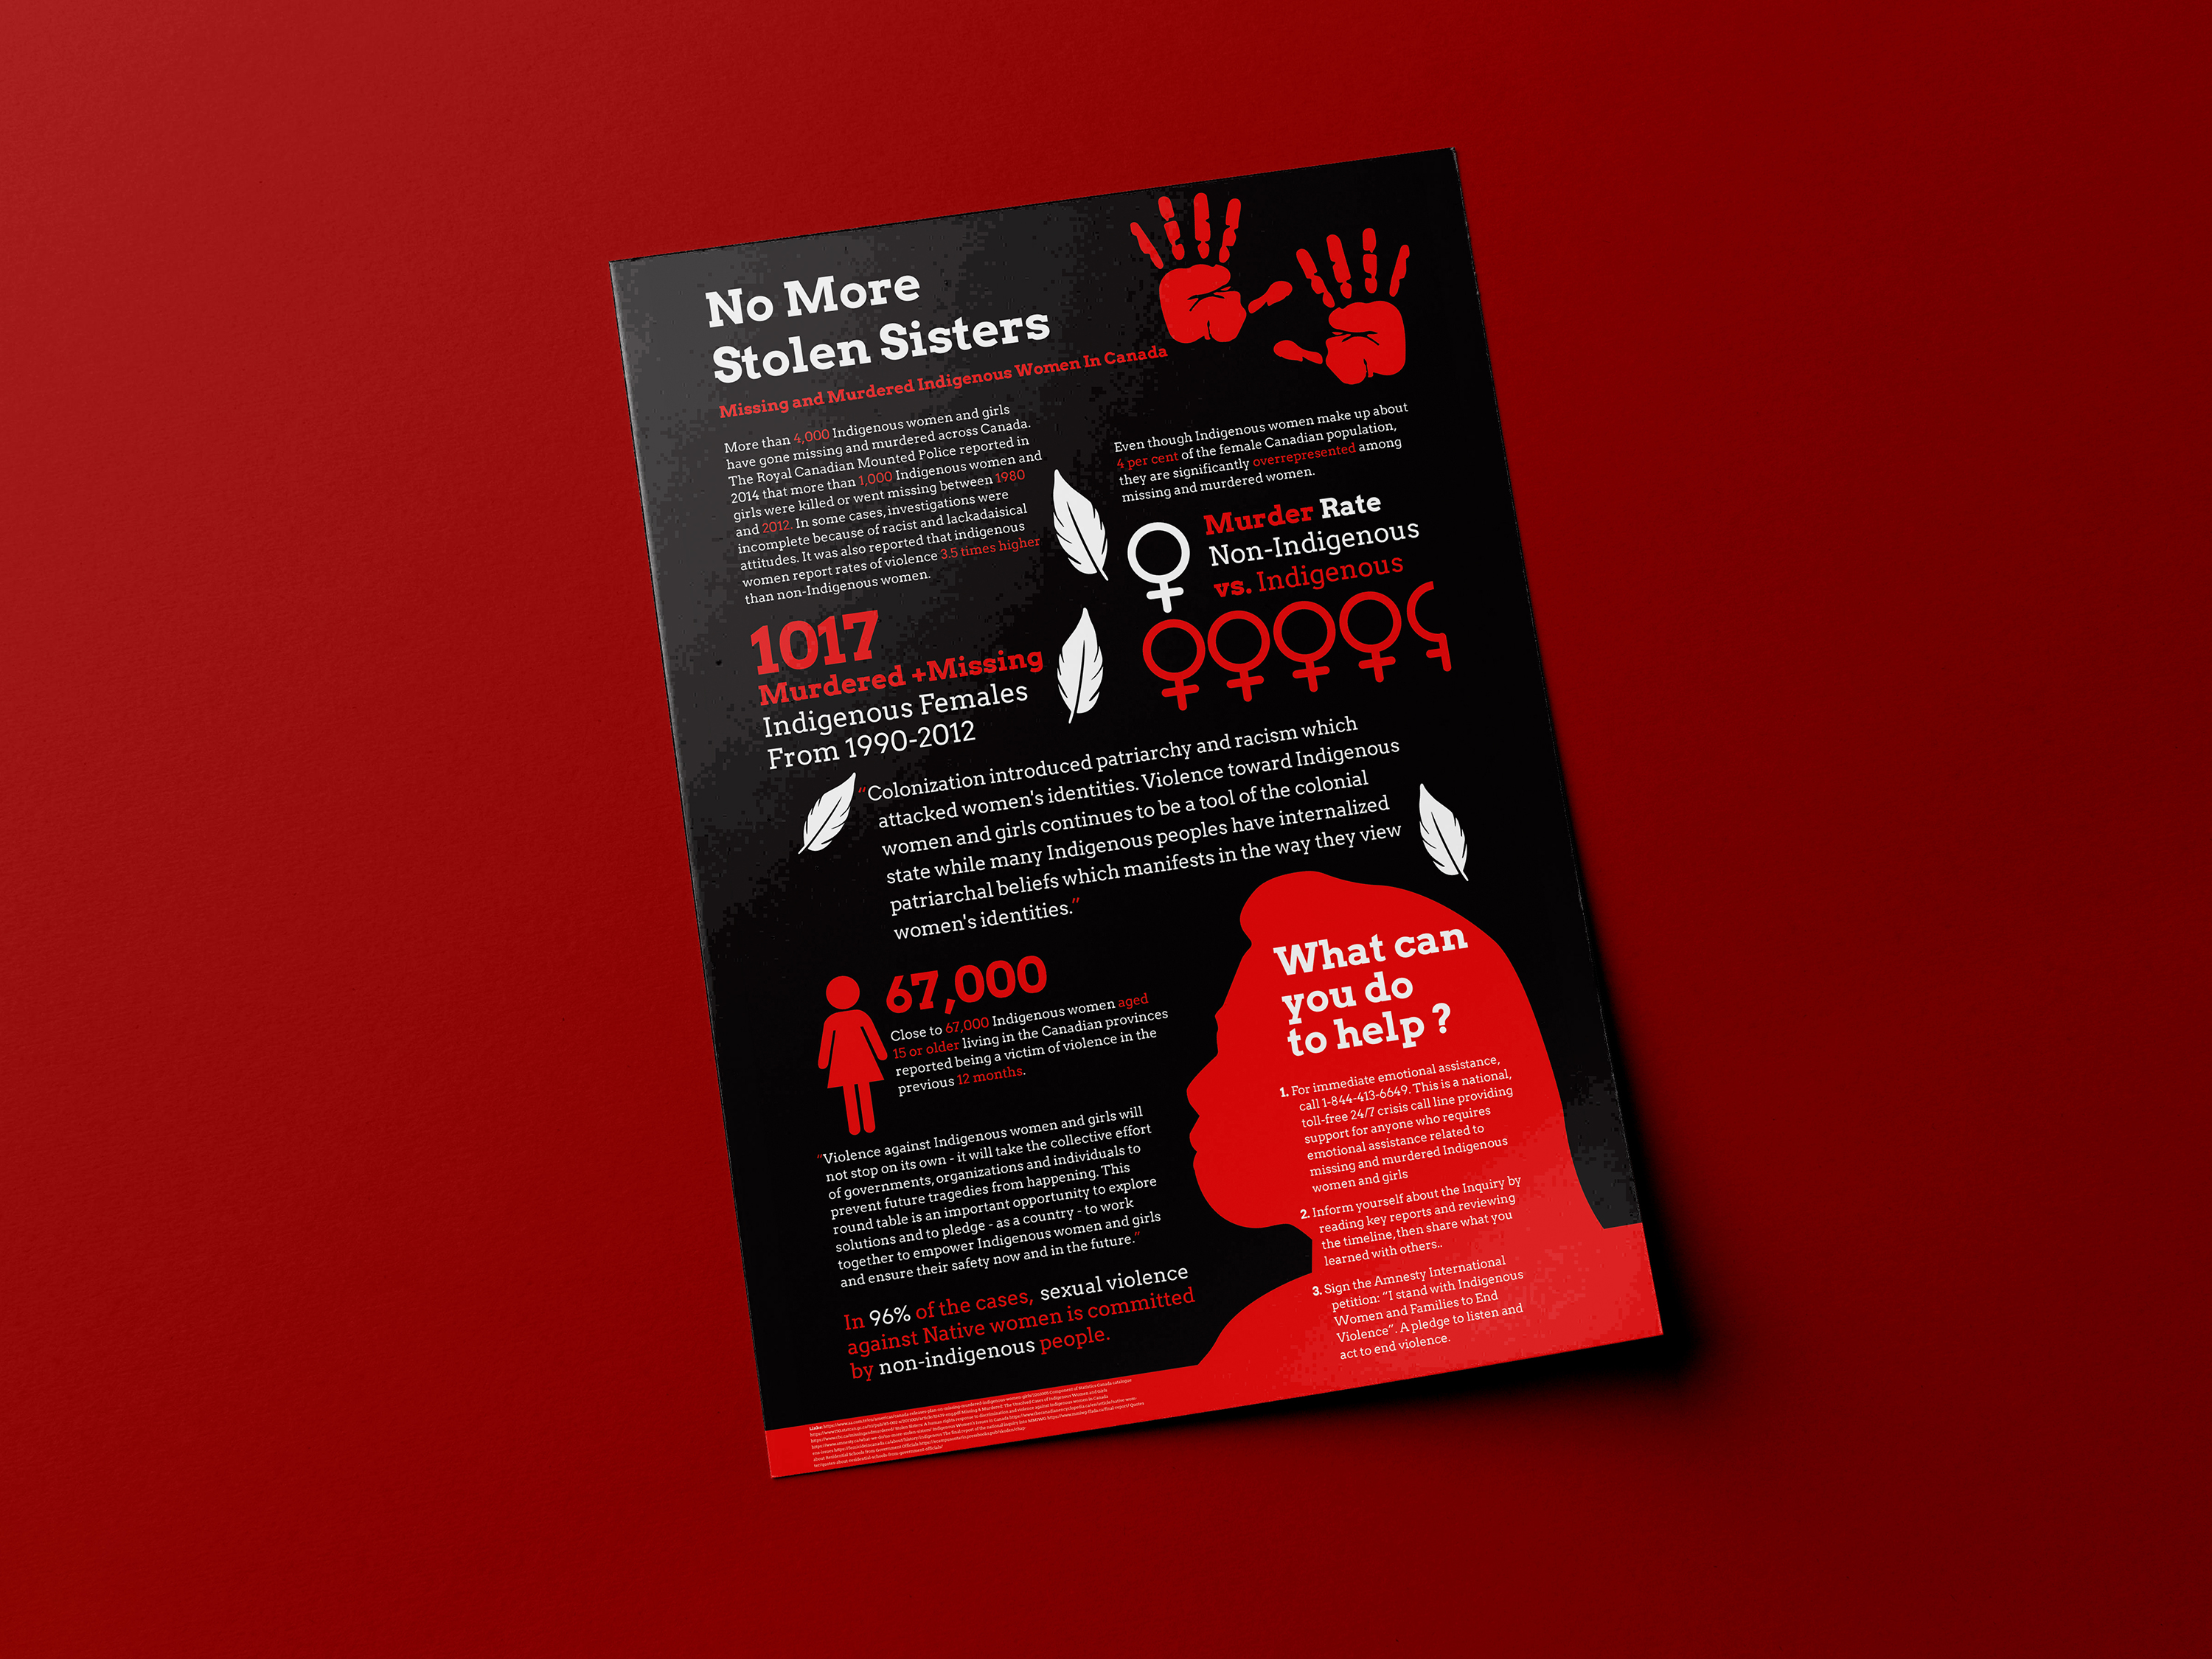 No More
Stolen Sisters
Missing and Murdered Indigenous Women In Canada
More than 4,000 Indigenous women and girls
have gone missing and murdered across Canada.
The Royal Canadian Mounted Police reported in
2014 that more than 1,000 Indigenous women and
girls were killed or went missing between 1980
and 2012. In some cases, investigations were
incomplete because of racist and lackadaisical
attitudes. It was also reported that indigenous
women report rates of violence 3.5 times higher
than non-Indigenous women.
Even though Indigenous women make up about
4 per cent of the female Canadian population,
they are significantly overrepresented among
missing and murdered women.
Murder Rate
Non-Indigenous
vs. Indigenous
1017
Murdered +Missing
Indigenous Females
From 1990-2012
“Colonization introduced patriarchy and racism which
attacked women's identities. Violence toward Indigenous
women and girls continues to be a tool of the colonial
state while many Indigenous peoples have internalized
patriarchal beliefs which manifests in the way they view
women's identities.”
67,000
Close to 67,000 Indigenous women aged
15 or older living in the Canadian provinces
reported being a victim of violence in the
previous 12 months.
“Violence against Indigenous women and girls will
not stop on its own - it will take the collective effort
of governments, organizations and individuals to
prevent future tragedies from happening. This
round table is an important opportunity to explore
solutions and to pledge - as a country - to work
together to empower Indigenous women and girls
and ensure their safety now and in the future.”
In 96% of the cases, sexual violence
against Native women is committed
by non-indigenous people.
What can
you do
to help ?
1. For immediate emotional assistance,
call 1-844-413-6649. This is a national,
toll-free 24/7 crisis call line providing
support for anyone who requires
emotional assistance related to
missing and murdered Indigenous
women and girls
2. Inform yourself about the Inquiry by
reading key reports and reviewing
the timeline, then share what you
learned with others..
3. Sign the Amnesty International
petition: “I stand with Indigenous
Women and Families to End
Violence”. A pledge to listen and
act to end violence.
Links: